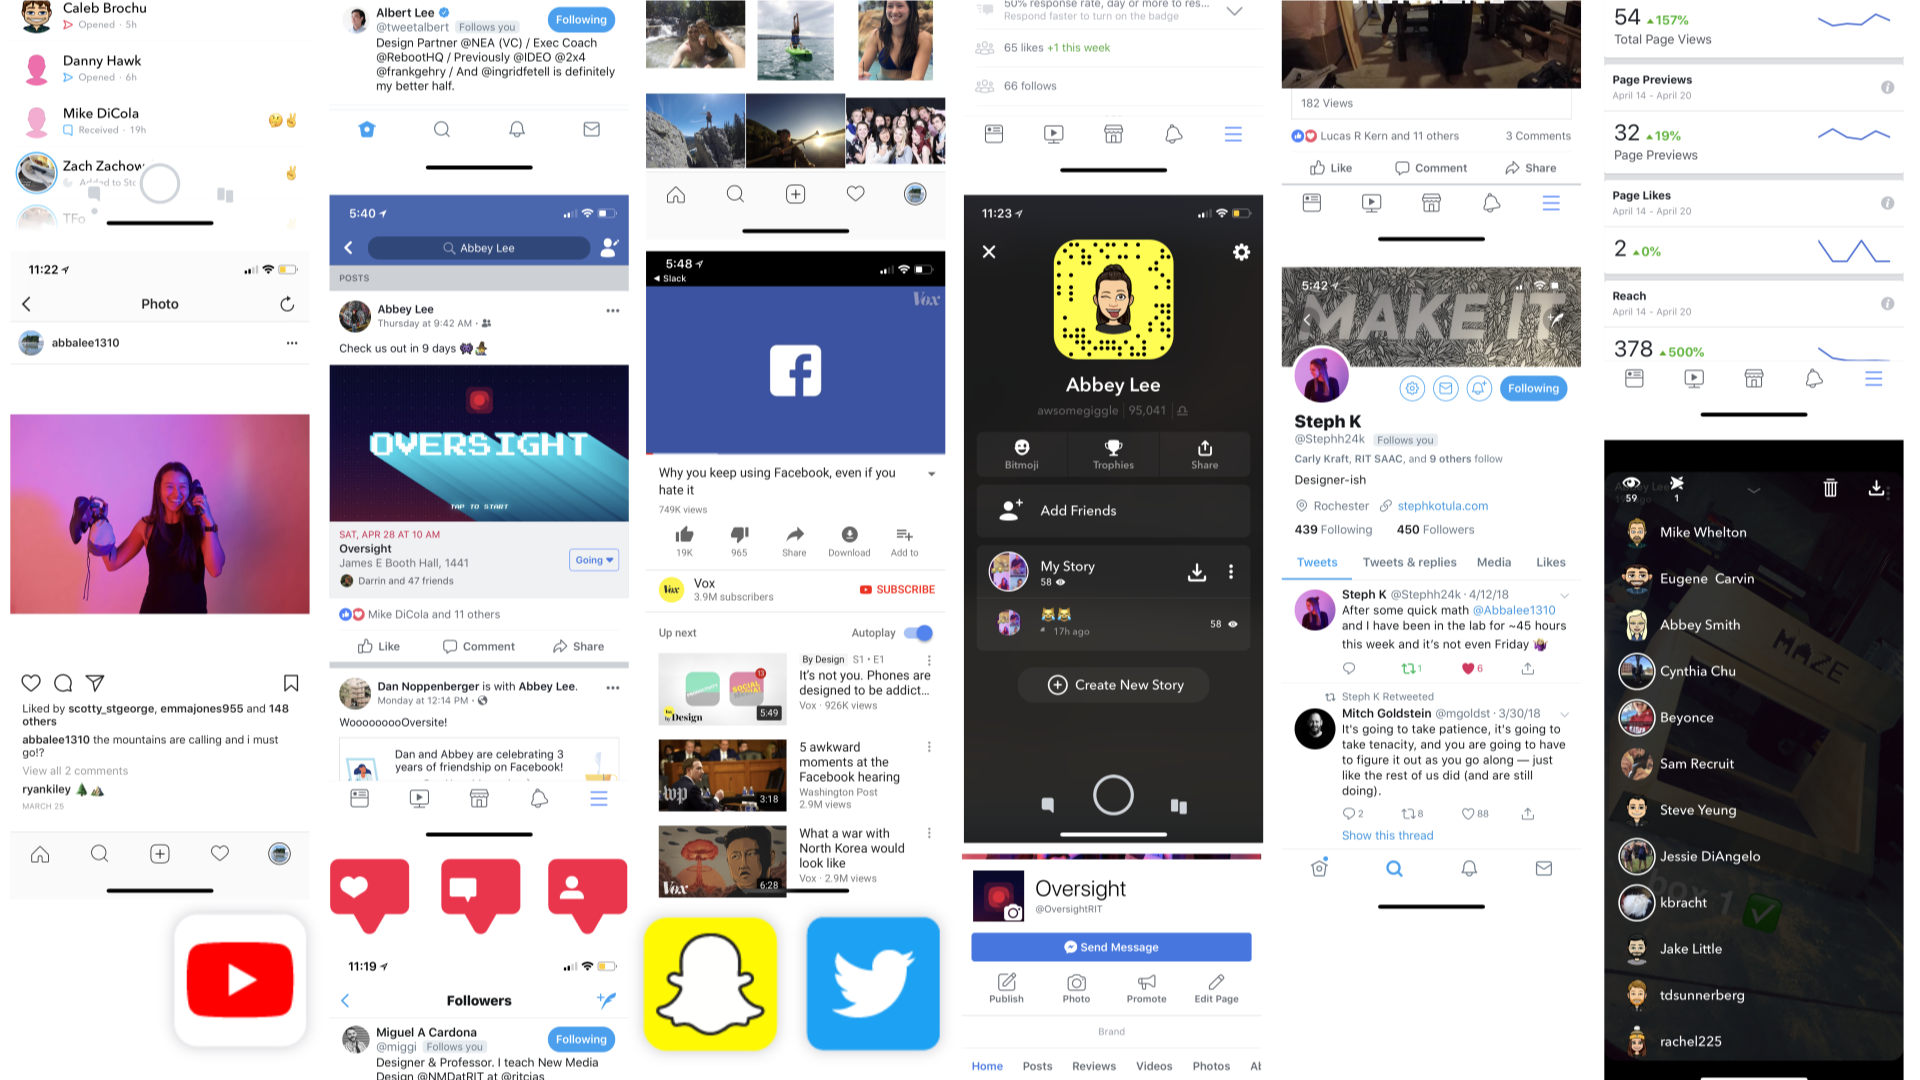 Caleb Brochu
Opened · 5h
Danny Hawk
Opened · 6h
Mike DiCola
Received · 19h
Zach Zachow
Added to Sto
TFo
11:22
Photo
abbalee1310
Liked by scotty_stgeorge, emmajones955 and 148
others
abbalee1310 the mountains are calling and i must
go!?
View all 2 comments
ryankiley
MARCH 25
Albert Lee
@tweetalbert Follows you
Following
Design Partner @NEA (VC) / Exec Coach
@RebootHQ / Previously @IDEO @2x4
@frankgehry / And @ingridfetell is definitely
my better half.
5:40
Abbey Lee
POSTS
Abbey Lee
Thursday at 9:42 AM ·
Check us out in 9 days
OVERSIGHT
TAP TO START
SAT, APR 28 AT 10 AM
Oversight
James E Booth Hall, 1441
Going
Darrin and 47 friends
Mike DiCola and 11 others
Like Comment Share
Dan Noppenberger is with Abbey Lee.
Monday at 12:14 PM ·
WooooooooOversite!
Dan and Abbey are celebrating 3
years of friendship on Facebook!
11:19
Followers
Miguel A Cardona
@miggi Follows you
Following
Designer & Professor. I teach New Media
Design @NMDatRIT at @ritcias
5:48
Slack
Vox
Why you keep using Facebook, even if you
hate it
749K views
19K 965 Share Download Add to
Vox
Vox
3.9M subscribers
SUBSCRIBE
Up next Autoplay
SOCIAL
13
Vox
by Design
5:49
By Design S1 • E1
It's not you. Phones are
designed to be addict...
Vox · 926K views
wp
3:18
5 awkward
moments at the
Facebook hearing
Washington Post
2.9M views
Vox
6:28
What a war with
North Korea would
look like
Vox · 2.9M views
50% response rate, day or more to res...
Respond faster to turn on the badge
65 likes +1 this week
66 follows
11:23
Abbey Lee
awsomegiggle 95,041
Bitmoji Trophies Share
Add Friends
My Story
58
17h ago
58
Create New Story
Oversight
@OversightRIT
Send Message
Publish Photo Promote Edit Page
Brand
Home Posts Reviews Videos Photos Al
182 Views
Lucas R Kern and 11 others 3 Comments
Like Comment Share
5:42
MAKE IT
Following
Steph K
@Stephh24k Follows you
Carly Kraft, RIT SAAC, and 9 others follow
Designer-ish
Rochester stephkotula.com
439 Following 450 Followers
Tweets Tweets & replies Media Likes
Steph K @Stephh24k · 4/12/18
After some quick math @Abbalee1310
and I have been in the lab for ~45 hours
this week and it's not even Friday
1 6
Steph K Retweeted
Mitch Goldstein @mgoldst · 3/30/18
It's going to take patience, it's going to
take tenacity, and you are going to have
to figure it out as you go along — just
like the rest of us did (and are still
doing).
2 8 88
Show this thread
54 157%
Total Page Views
Page Previews
April 14 - April 20
32 19%
Page Previews
Page Likes
April 14 - April 20
2 0%
Reach
April 14 - April 20
378 500%
59 1
MAZE
Mike Whelton
Eugene Carvin
Abbey Smith
Cynthia Chu
Beyonce
Sam Recruit
Steve Yeung
Jessie DiAngelo
kbracht
Jake Little
tdsunnerberg
rachel225